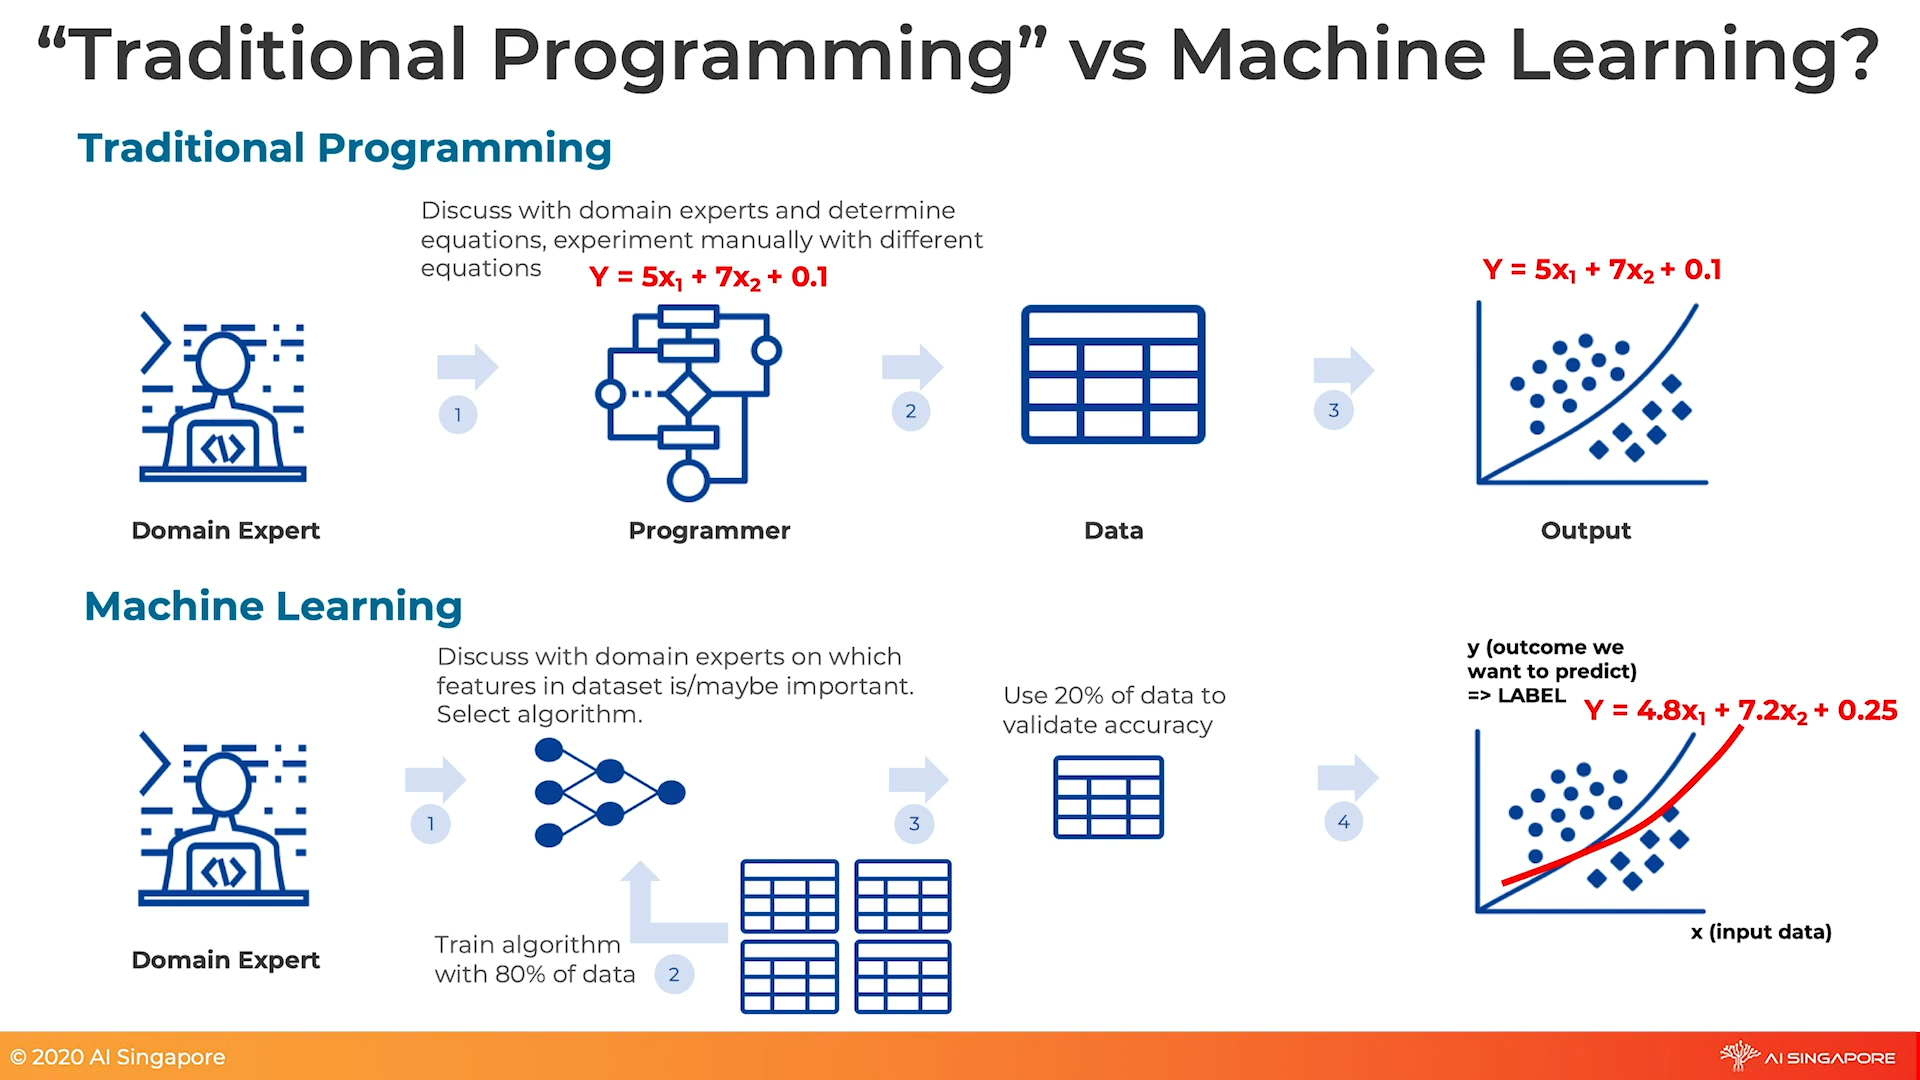 “Traditional Programming” vs Machine Learning?
Traditional Programming
Discuss with domain experts and determine
equations, experiment manually with different
equations
Y = 5x₁ + 7x₂ + 0.1
Y = 5x₁ + 7x₂ + 0.1
1
2
3
Domain Expert
Programmer
Data
Output
Machine Learning
Discuss with domain experts on which
features in dataset is/maybe important.
Select algorithm.
Use 20% of data to
validate accuracy
y (outcome we
want to predict)
=> LABEL
Y = 4.8x₁ + 7.2x₂ + 0.25
1
3
4
x (input data)
Domain Expert
Train algorithm
with 80% of data
2
© 2020 AI Singapore
AI SINGAPORE